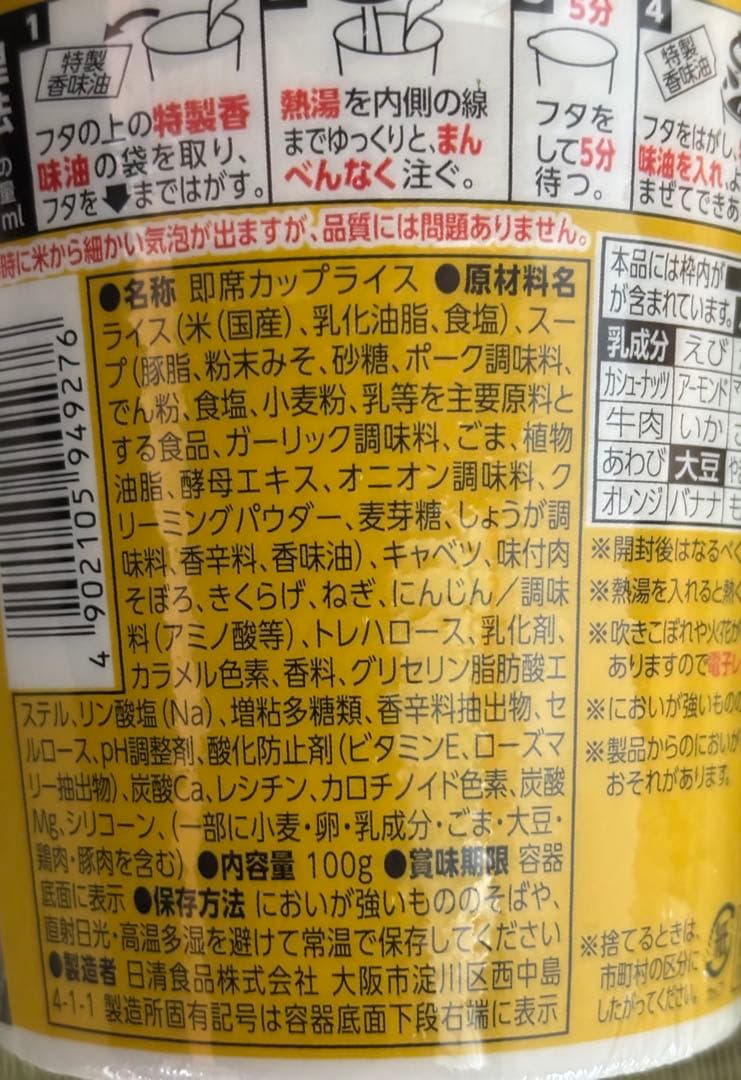 1
特製
香味油
フタの上の特製香
味油の袋を取り、
フタを⬇まではがす。
熱湯を内側の線
までゆっくりと、まん
べんなく注ぐ。
5分
フタを
して5分
待つ。
4
特製
香味油
フタをはがし、
味油を入れ、よ
まぜてできあ
ml
時に米から細かい気泡が出ますが、品質には問題ありません。
●名称 即席カップライス ●原材料名
ライス(米(国産)、乳化油脂、食塩)、スー
プ(豚脂、粉末みそ、砂糖、ポーク調味料、
でん粉、食塩、小麦粉、乳等を主要原料と
する食品、ガーリック調味料、ごま、植物
油脂、酵母エキス、オニオン調味料、ク
リーミングパウダー、麦芽糖、しょうが調
味料、香辛料、香味油)、キャベツ、味付肉
そぼろ、きくらげ、ねぎ、にんじん/調味
料(アミノ酸等)、トレハロース、乳化剤、
カラメル色素、香料、グリセリン脂肪酸エ
ステル、リン酸塩(Na)、増粘多糖類、香辛料抽出物、セ
ルロース、pH調整剤、酸化防止剤(ビタミンE、ローズマ
リー抽出物)、炭酸Ca、レシチン、カロチノイド色素、炭酸
Mg、シリコーン、(一部に小麦・卵・乳成分・ごま・大豆・
鶏肉・豚肉を含む) ●内容量 100g ●賞味期限 容器
底面に表示 ●保存方法 においが強いもののそばや、
直射日光・高温多湿を避けて常温で保存してください
●製造者 日清食品株式会社 大阪市淀川区西中島
4-1-1 製造所固有記号は容器底面下段右端に表示
4 902105 949276
本品には枠内が
が含まれています。
乳成分 えび
カシューナッツ アーモンド マ
牛肉 いか
あわび 大豆
オレンジ バナナ も
※開封後はなるべく
※熱湯を入れると熱く
※吹きこぼれや火花が
ありますので電子レ
※においが強いものの
※製品からのにおいが
おそれがあります。
※捨てるときは、
市町村の区分に
したがってください。